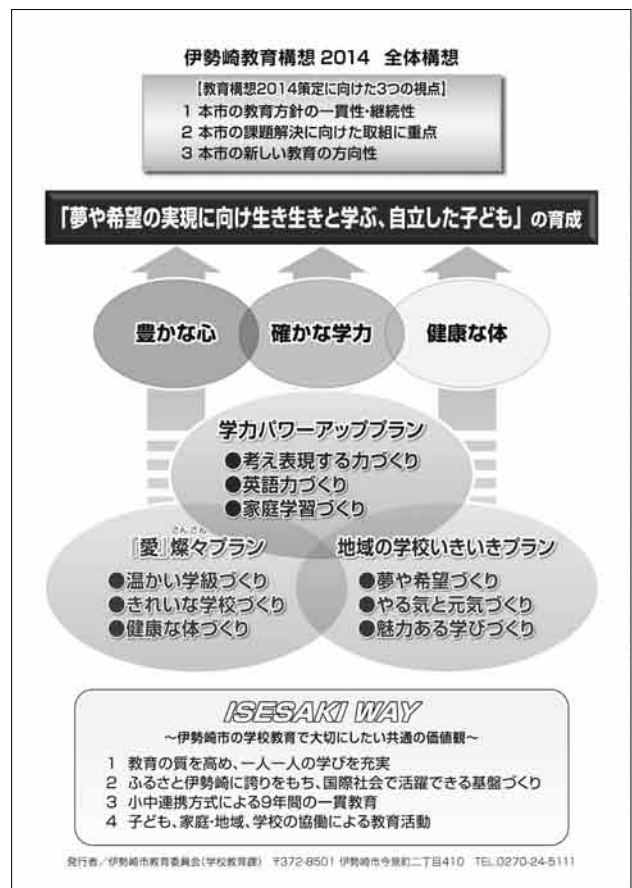 伊勢崎教育構想 2014 全体構想
【教育構想2014策定に向けた3つの視点】
1 本市の教育方針の一貫性・継続性
2 本市の課題解決に向けた取組に重点
3 本市の新しい教育の方向性
「夢や希望の実現に向け生き生きと学ぶ、自立した子ども」の育成
豊かな心
確かな学力
健康な体
学力パワーアッププラン
●考え表現する力づくり
●英語力づくり
●家庭学習づくり
さんさん
『愛』燦々プラン
●温かい学級づくり
●きれいな学校づくり
●健康な体づくり
地域の学校いきいきプラン
●夢や希望づくり
●やる気と元気づくり
●魅力ある学びづくり
ISESAKI WAY
～伊勢崎市の学校教育で大切にしたい共通の価値観～
1 教育の質を高め、一人一人の学びを充実
2 ふるさと伊勢崎に誇りをもち、国際社会で活躍できる基盤づくり
3 小中連携方式による9年間の一貫教育
4 子ども、家庭・地域、学校の協働による教育活動
発行者／伊勢崎市教育委員会(学校教育課) 〒372-8501 伊勢崎市今泉町二丁目410 TEL.0270-24-5111